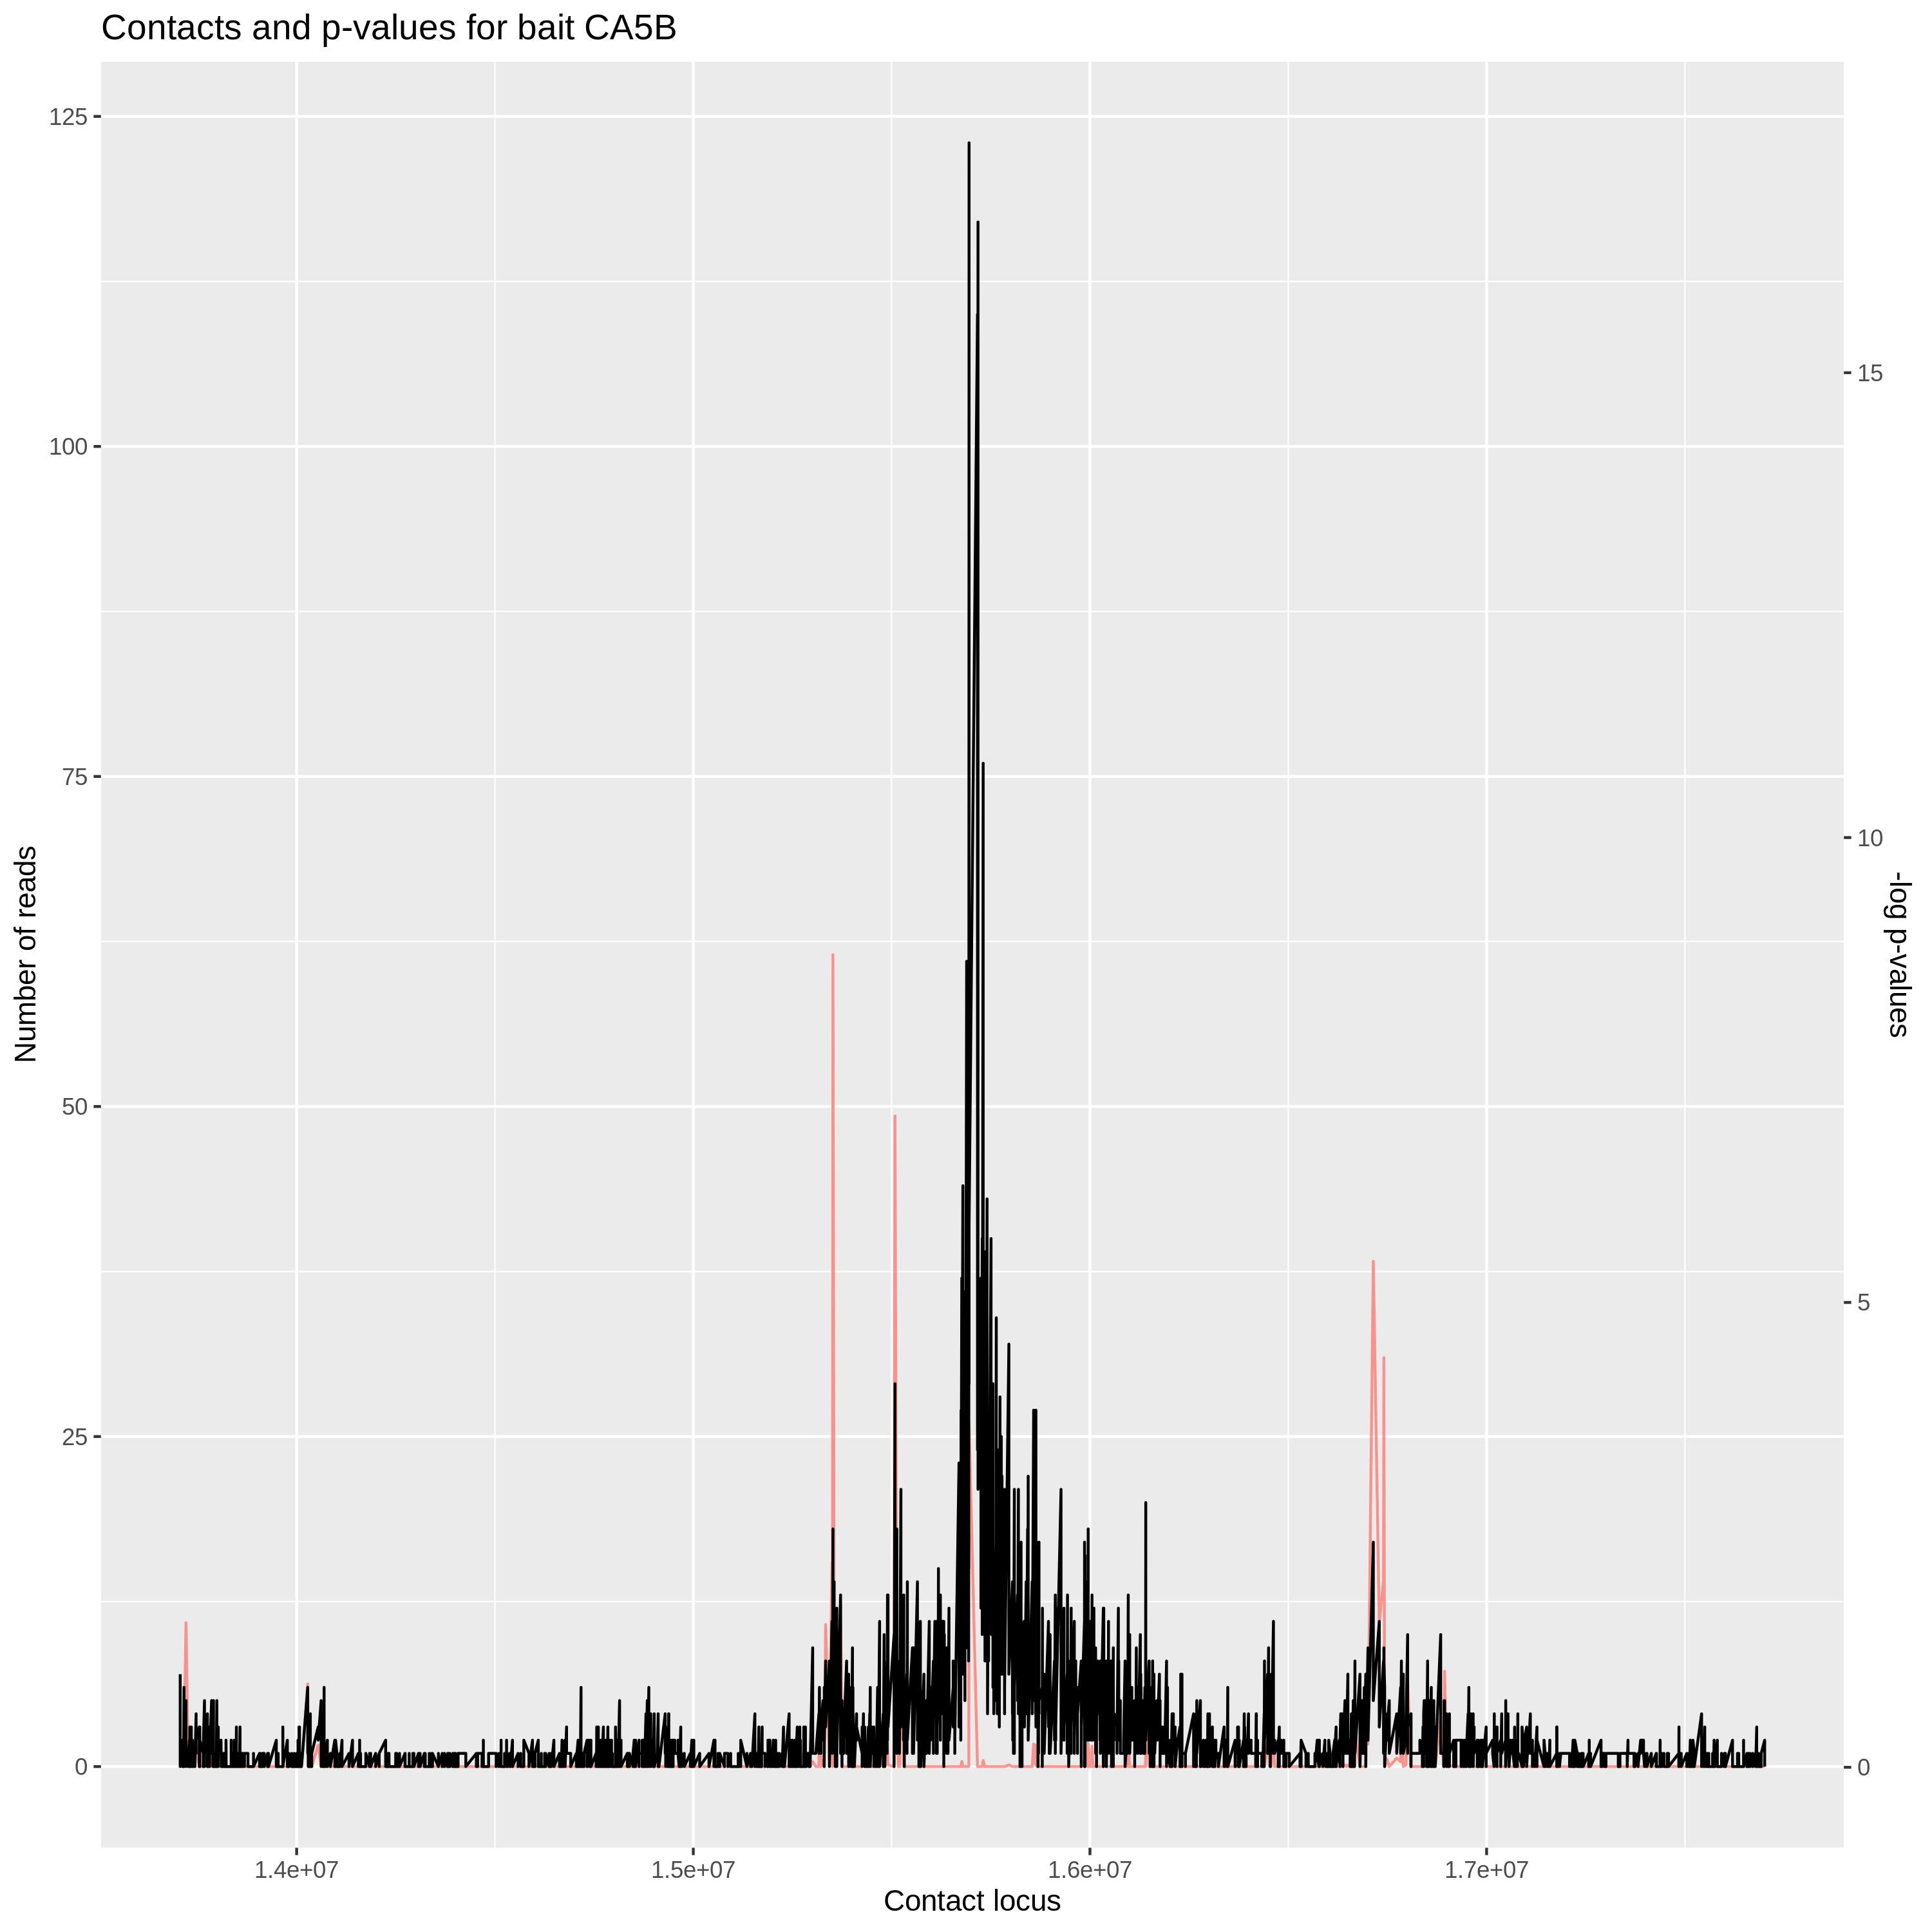 Contacts and p-values for bait CA5B
125
100
75
50
25
0
Number of reads
15
10
5
0
-log p-values
1.4e+07
1.5e+07
1.6e+07
1.7e+07
Contact locus